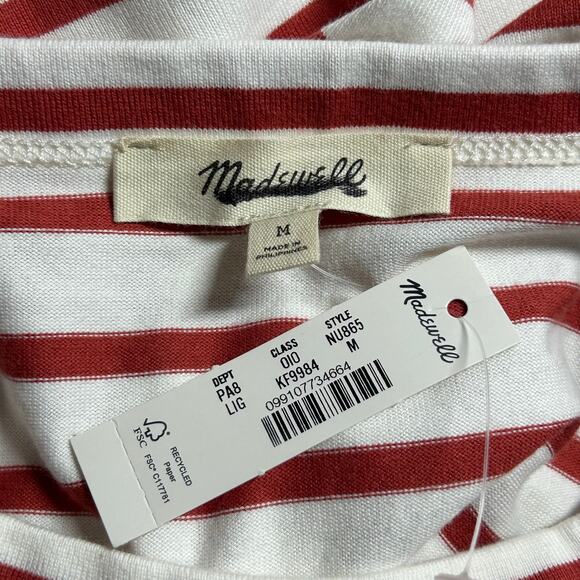 Madewell
M
MADE IN
PHILIPPINES
Madewell
DEPT CLASS STYLE
PA8 010 NU865
LIG KF9984 M
099107734664
FSC
FSC® C117781
RECYCLED
Paper